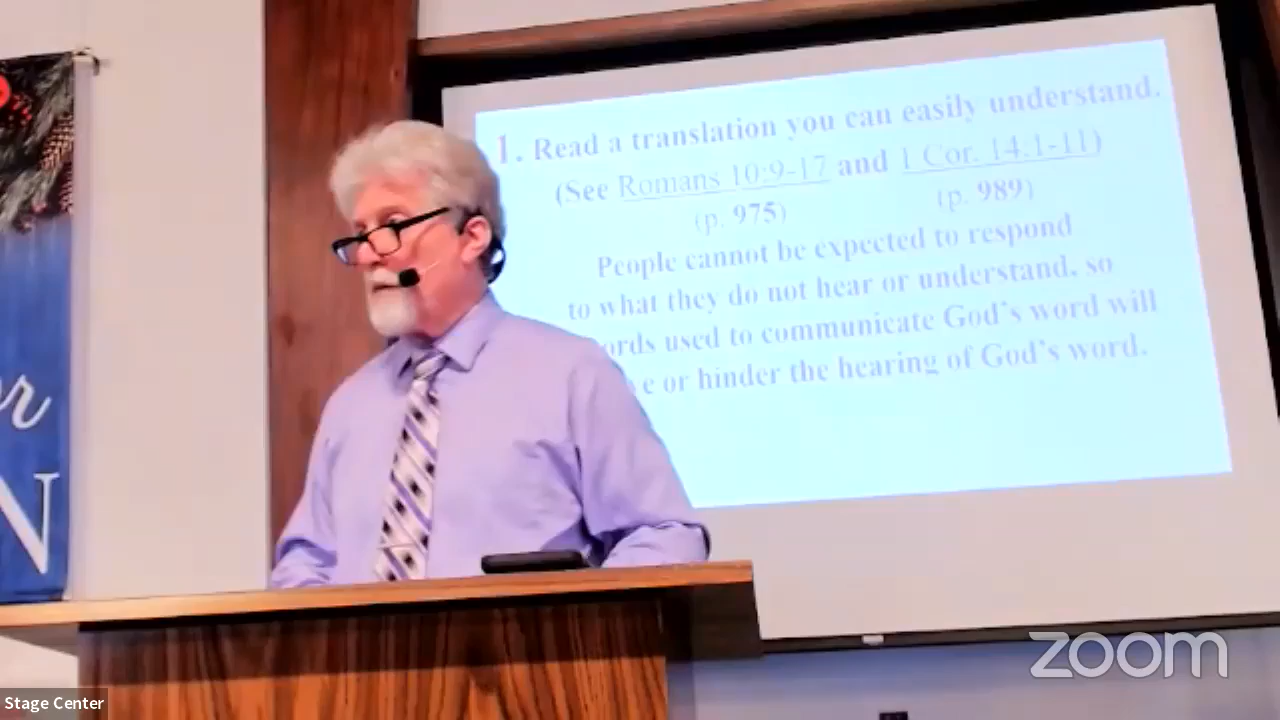 1. Read a translation you can easily understand.
(See Romans 10:9-17 and 1 Cor. 14:1-11)
(p. 975) (p. 989)
People cannot be expected to respond
to what they do not hear or understand, so
ords used to communicate God's word will
e or hinder the hearing of God's word.
or
N
zoom
Stage Center